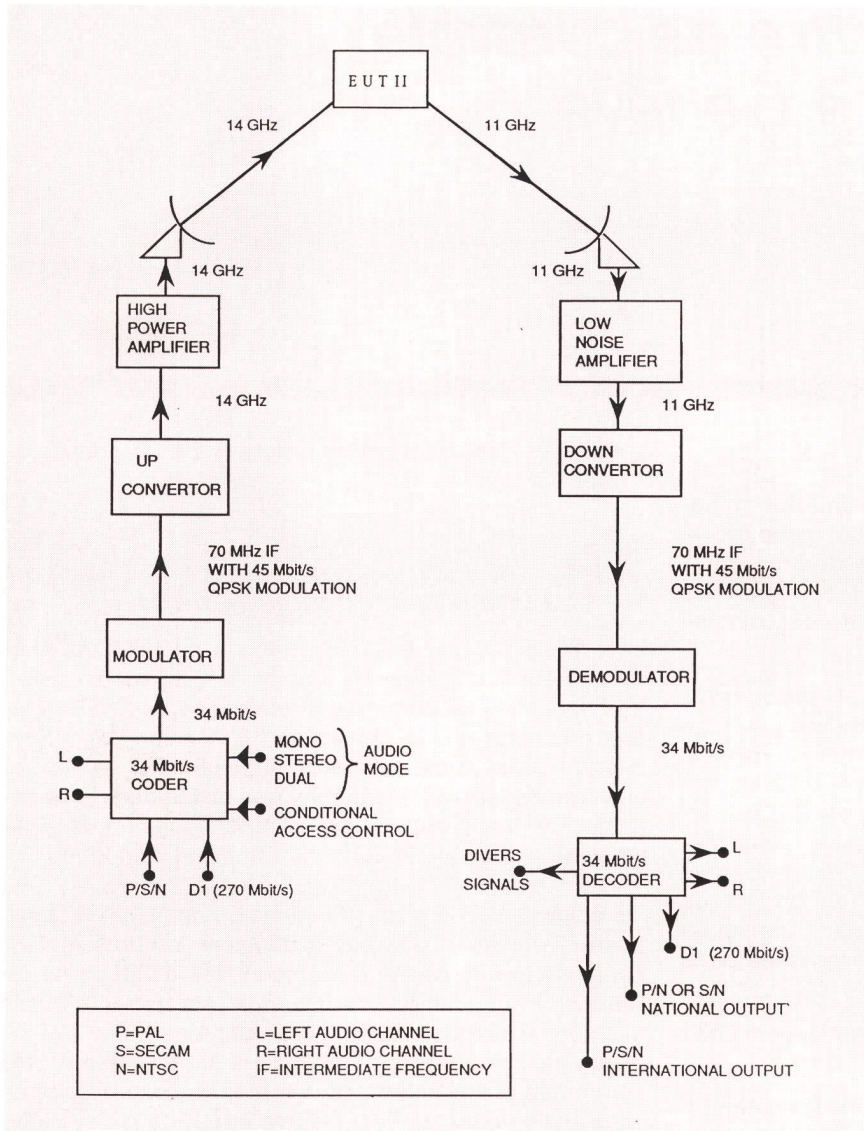 E U T II
14 GHz
11 GHz
14 GHz
11 GHz
HIGH
POWER
AMPLIFIER
LOW
NOISE
AMPLIFIER
14 GHz
11 GHz
UP
CONVERTOR
DOWN
CONVERTOR
70 MHz IF
WITH 45 Mbit/s
QPSK MODULATION
70 MHz IF
WITH 45 Mbit/s
QPSK MODULATION
MODULATOR
DEMODULATOR
34 Mbit/s
34 Mbit/s
L
R
34 Mbit/s
CODER
MONO
STEREO
DUAL
AUDIO
MODE
CONDITIONAL
ACCESS CONTROL
P/S/N
D1 (270 Mbit/s)
DIVERS
SIGNALS
34 Mbit/s
DECODER
L
R
D1 (270 Mbit/s)
P/N OR S/N
NATIONAL OUTPUT
P/S/N
INTERNATIONAL OUTPUT
P=PAL L=LEFT AUDIO CHANNEL
S=SECAM R=RIGHT AUDIO CHANNEL
N=NTSC IF=INTERMEDIATE FREQUENCY